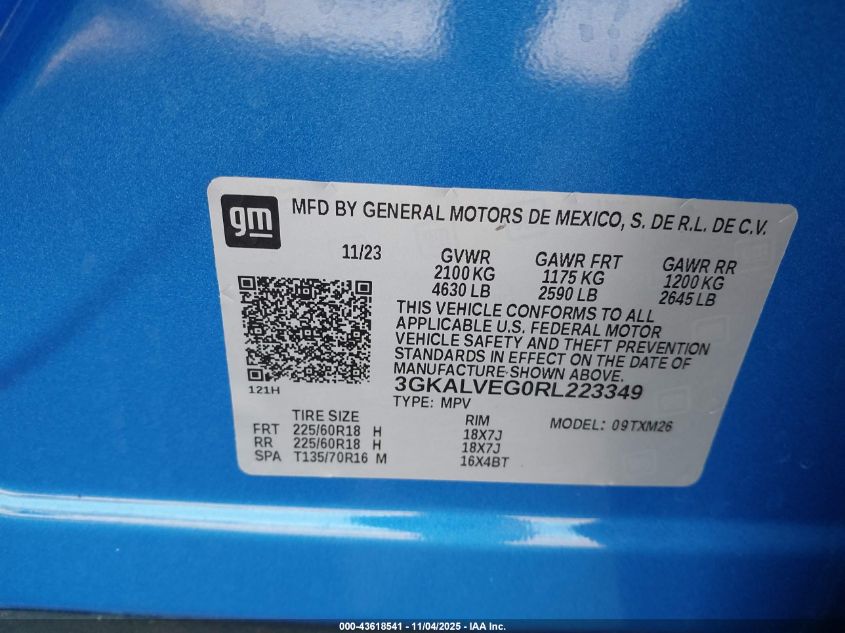 gm MFD BY GENERAL MOTORS DE MEXICO, S. DE R.L. DE C.V.
11/23 GVWR GAWR FRT GAWR RR
2100 KG 1175 KG 1200 KG
4630 LB 2590 LB 2645 LB
THIS VEHICLE CONFORMS TO ALL
APPLICABLE U.S. FEDERAL MOTOR
VEHICLE SAFETY AND THEFT PREVENTION
STANDARDS IN EFFECT ON THE DATE OF
MANUFACTURE SHOWN ABOVE.
121H 3GKALVEG0RL223349
TYPE: MPV
TIRE SIZE RIM MODEL: 09TXM26
FRT 225/60R18 H 18X7J
RR 225/60R18 H 18X7J
SPA T135/70R16 M 16X4BT
000-43618541 - 11/04/2025 - IAA Inc.